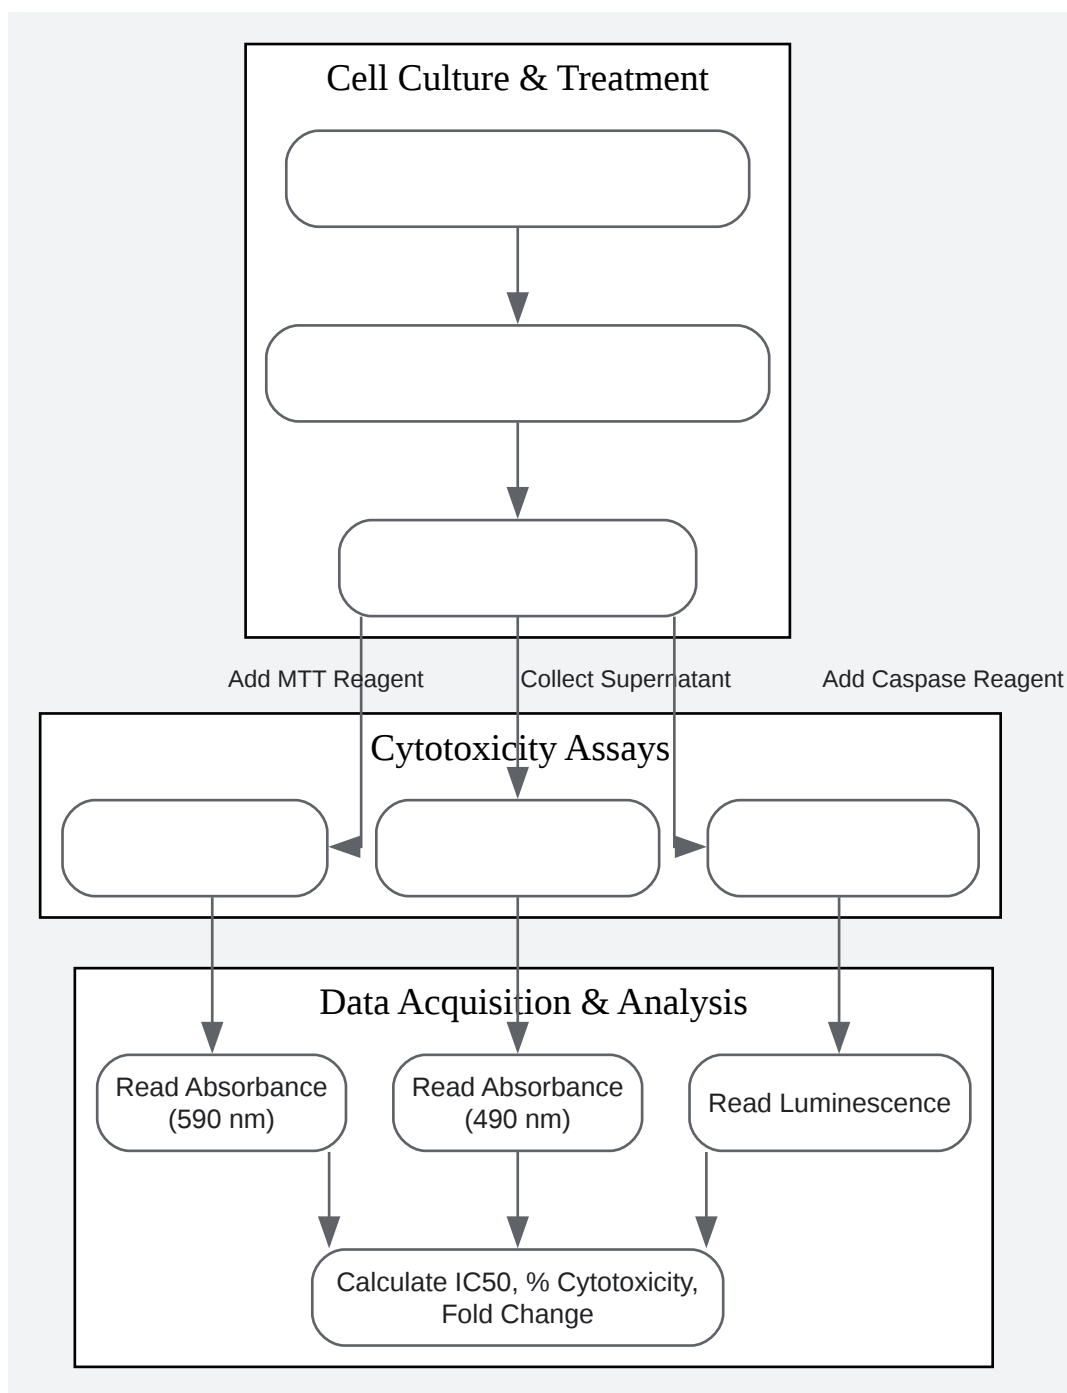 Cell Culture & Treatment
Add MTT Reagent
Collect Supernatant
Add Caspase Reagent
Cytotoxicity Assays
Data Acquisition & Analysis
Read Absorbance
(590 nm)
Read Absorbance
(490 nm)
Read Luminescence
Calculate IC50, % Cytotoxicity,
Fold Change